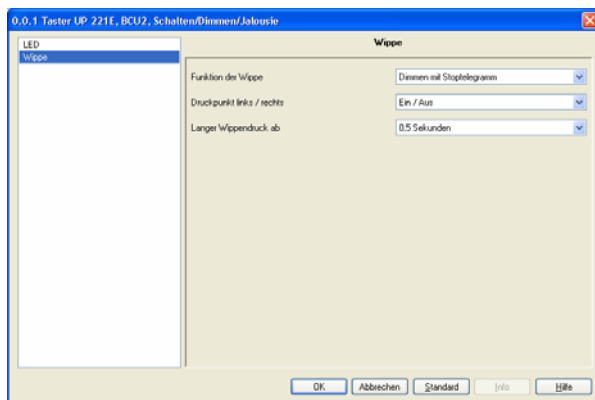 0.0.1 Taster UP 221E, BCU2, Schalten/Dimmen/Jalousie
LED
Wippe
Wippe
Funktion der Wippe
Dimmen mit Stoptelegramm
Druckpunkt links / rechts
Ein / Aus
Langer Wippendruck ab
0,5 Sekunden
OK
Abbrechen
Standard
Info
Hilfe